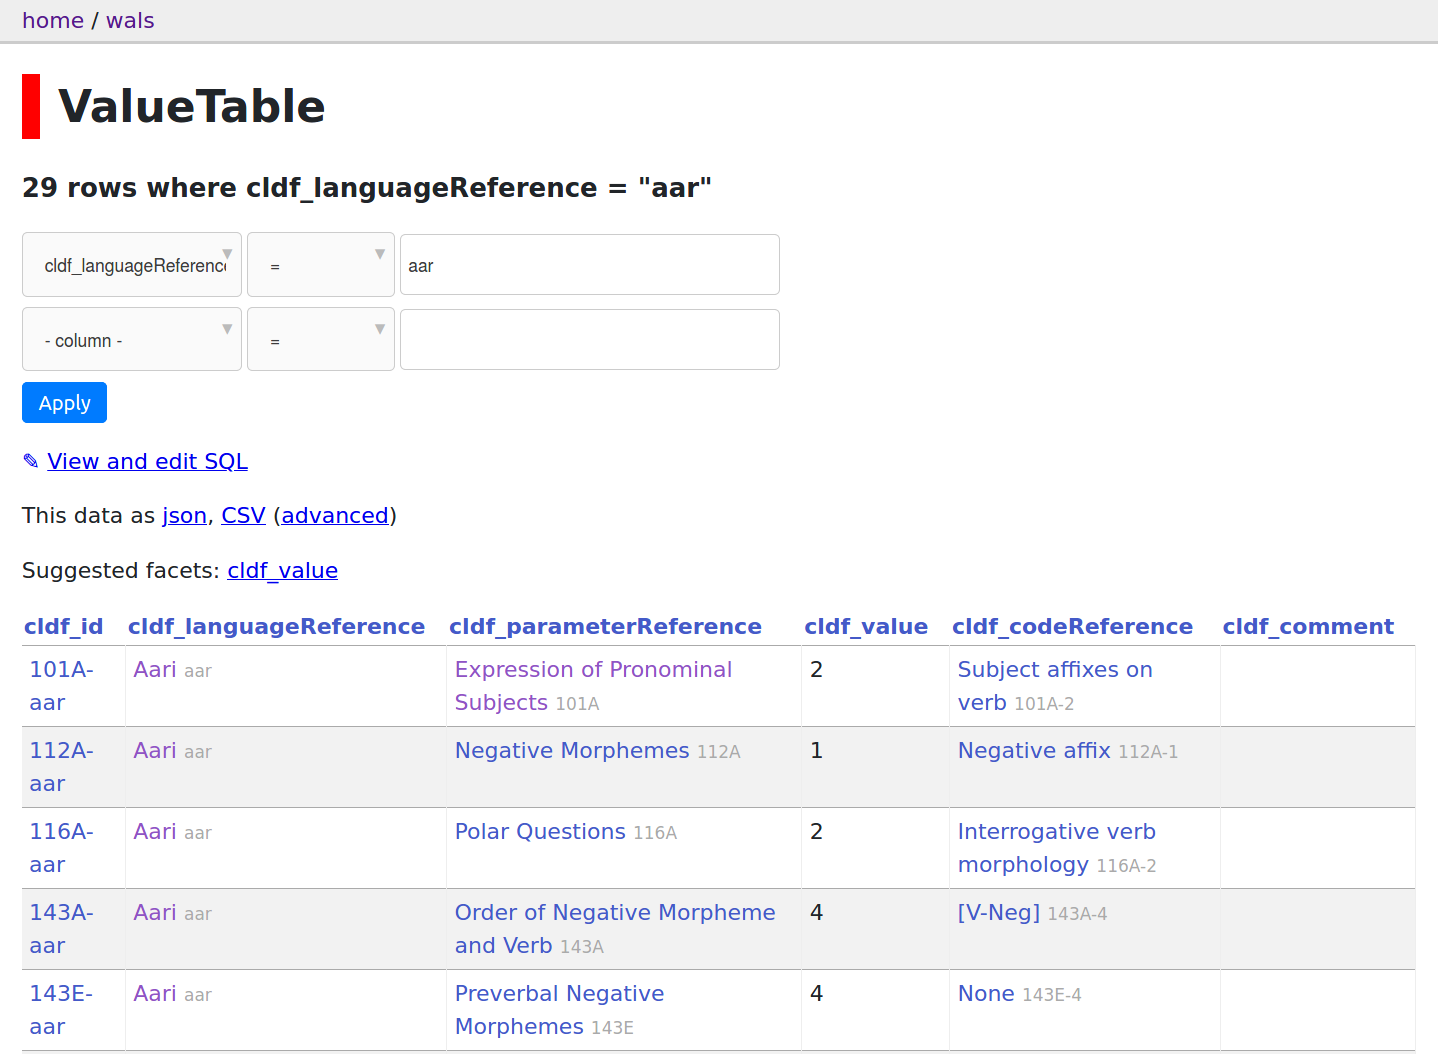 home / wals
ValueTable
29 rows where cldf_languageReference = "aar"
cldf_languageReference = aar
- column - =
Apply
✎ View and edit SQL
This data as json, CSV (advanced)
Suggested facets: cldf_value
cldf_id cldf_languageReference cldf_parameterReference cldf_value cldf_codeReference cldf_comment
101A-aar Aari aar Expression of Pronominal Subjects 101A 2 Subject affixes on verb 101A-2
112A-aar Aari aar Negative Morphemes 112A 1 Negative affix 112A-1
116A-aar Aari aar Polar Questions 116A 2 Interrogative verb morphology 116A-2
143A-aar Aari aar Order of Negative Morpheme and Verb 143A 4 [V-Neg] 143A-4
143E-aar Aari aar Preverbal Negative Morphemes 143E 4 None 143E-4